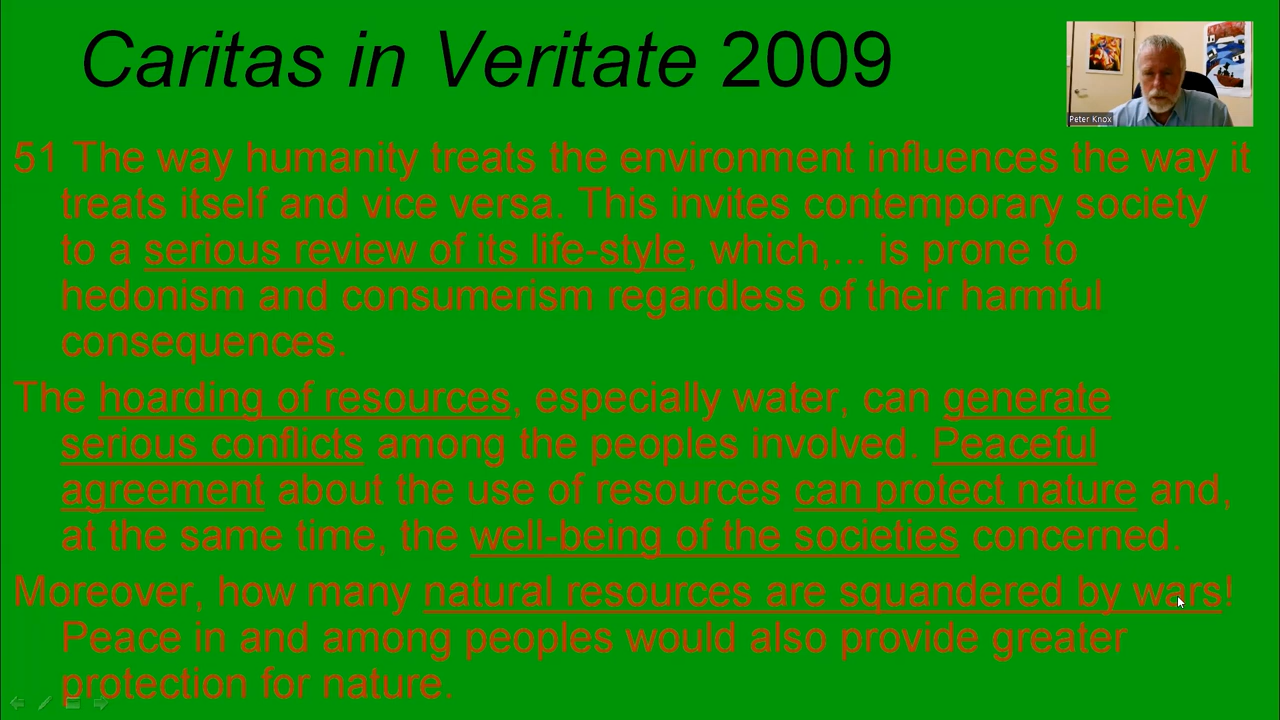 Caritas in Veritate 2009
Peter Knox
51 The way humanity treats the environment influences the way it
treats itself and vice versa. This invites contemporary society
to a serious review of its life-style, which,... is prone to
hedonism and consumerism regardless of their harmful
consequences.
The hoarding of resources, especially water, can generate
serious conflicts among the peoples involved. Peaceful
agreement about the use of resources can protect nature and,
at the same time, the well-being of the societies concerned.
Moreover, how many natural resources are squandered by wars!
Peace in and among peoples would also provide greater
protection for nature.